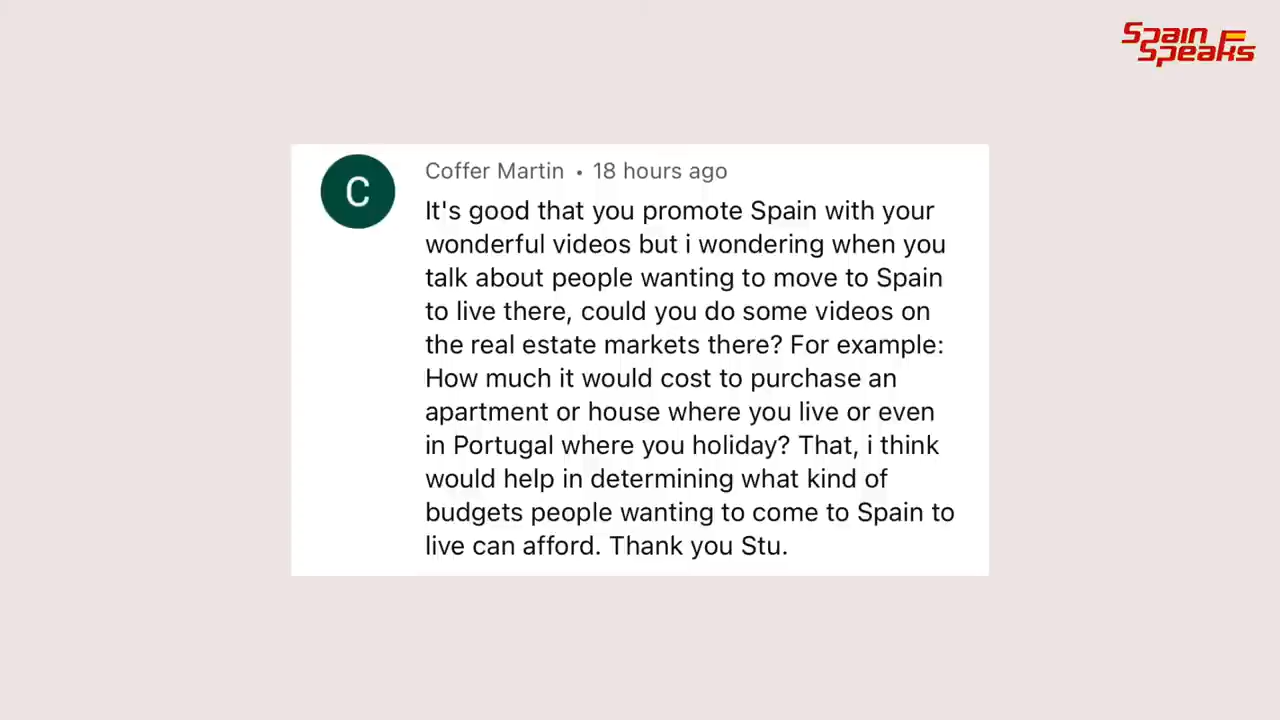 Spain
Speaks
C
Coffer Martin • 18 hours ago
It's good that you promote Spain with your
wonderful videos but i wondering when you
talk about people wanting to move to Spain
to live there, could you do some videos on
the real estate markets there? For example:
How much it would cost to purchase an
apartment or house where you live or even
in Portugal where you holiday? That, i think
would help in determining what kind of
budgets people wanting to come to Spain to
live can afford. Thank you Stu.